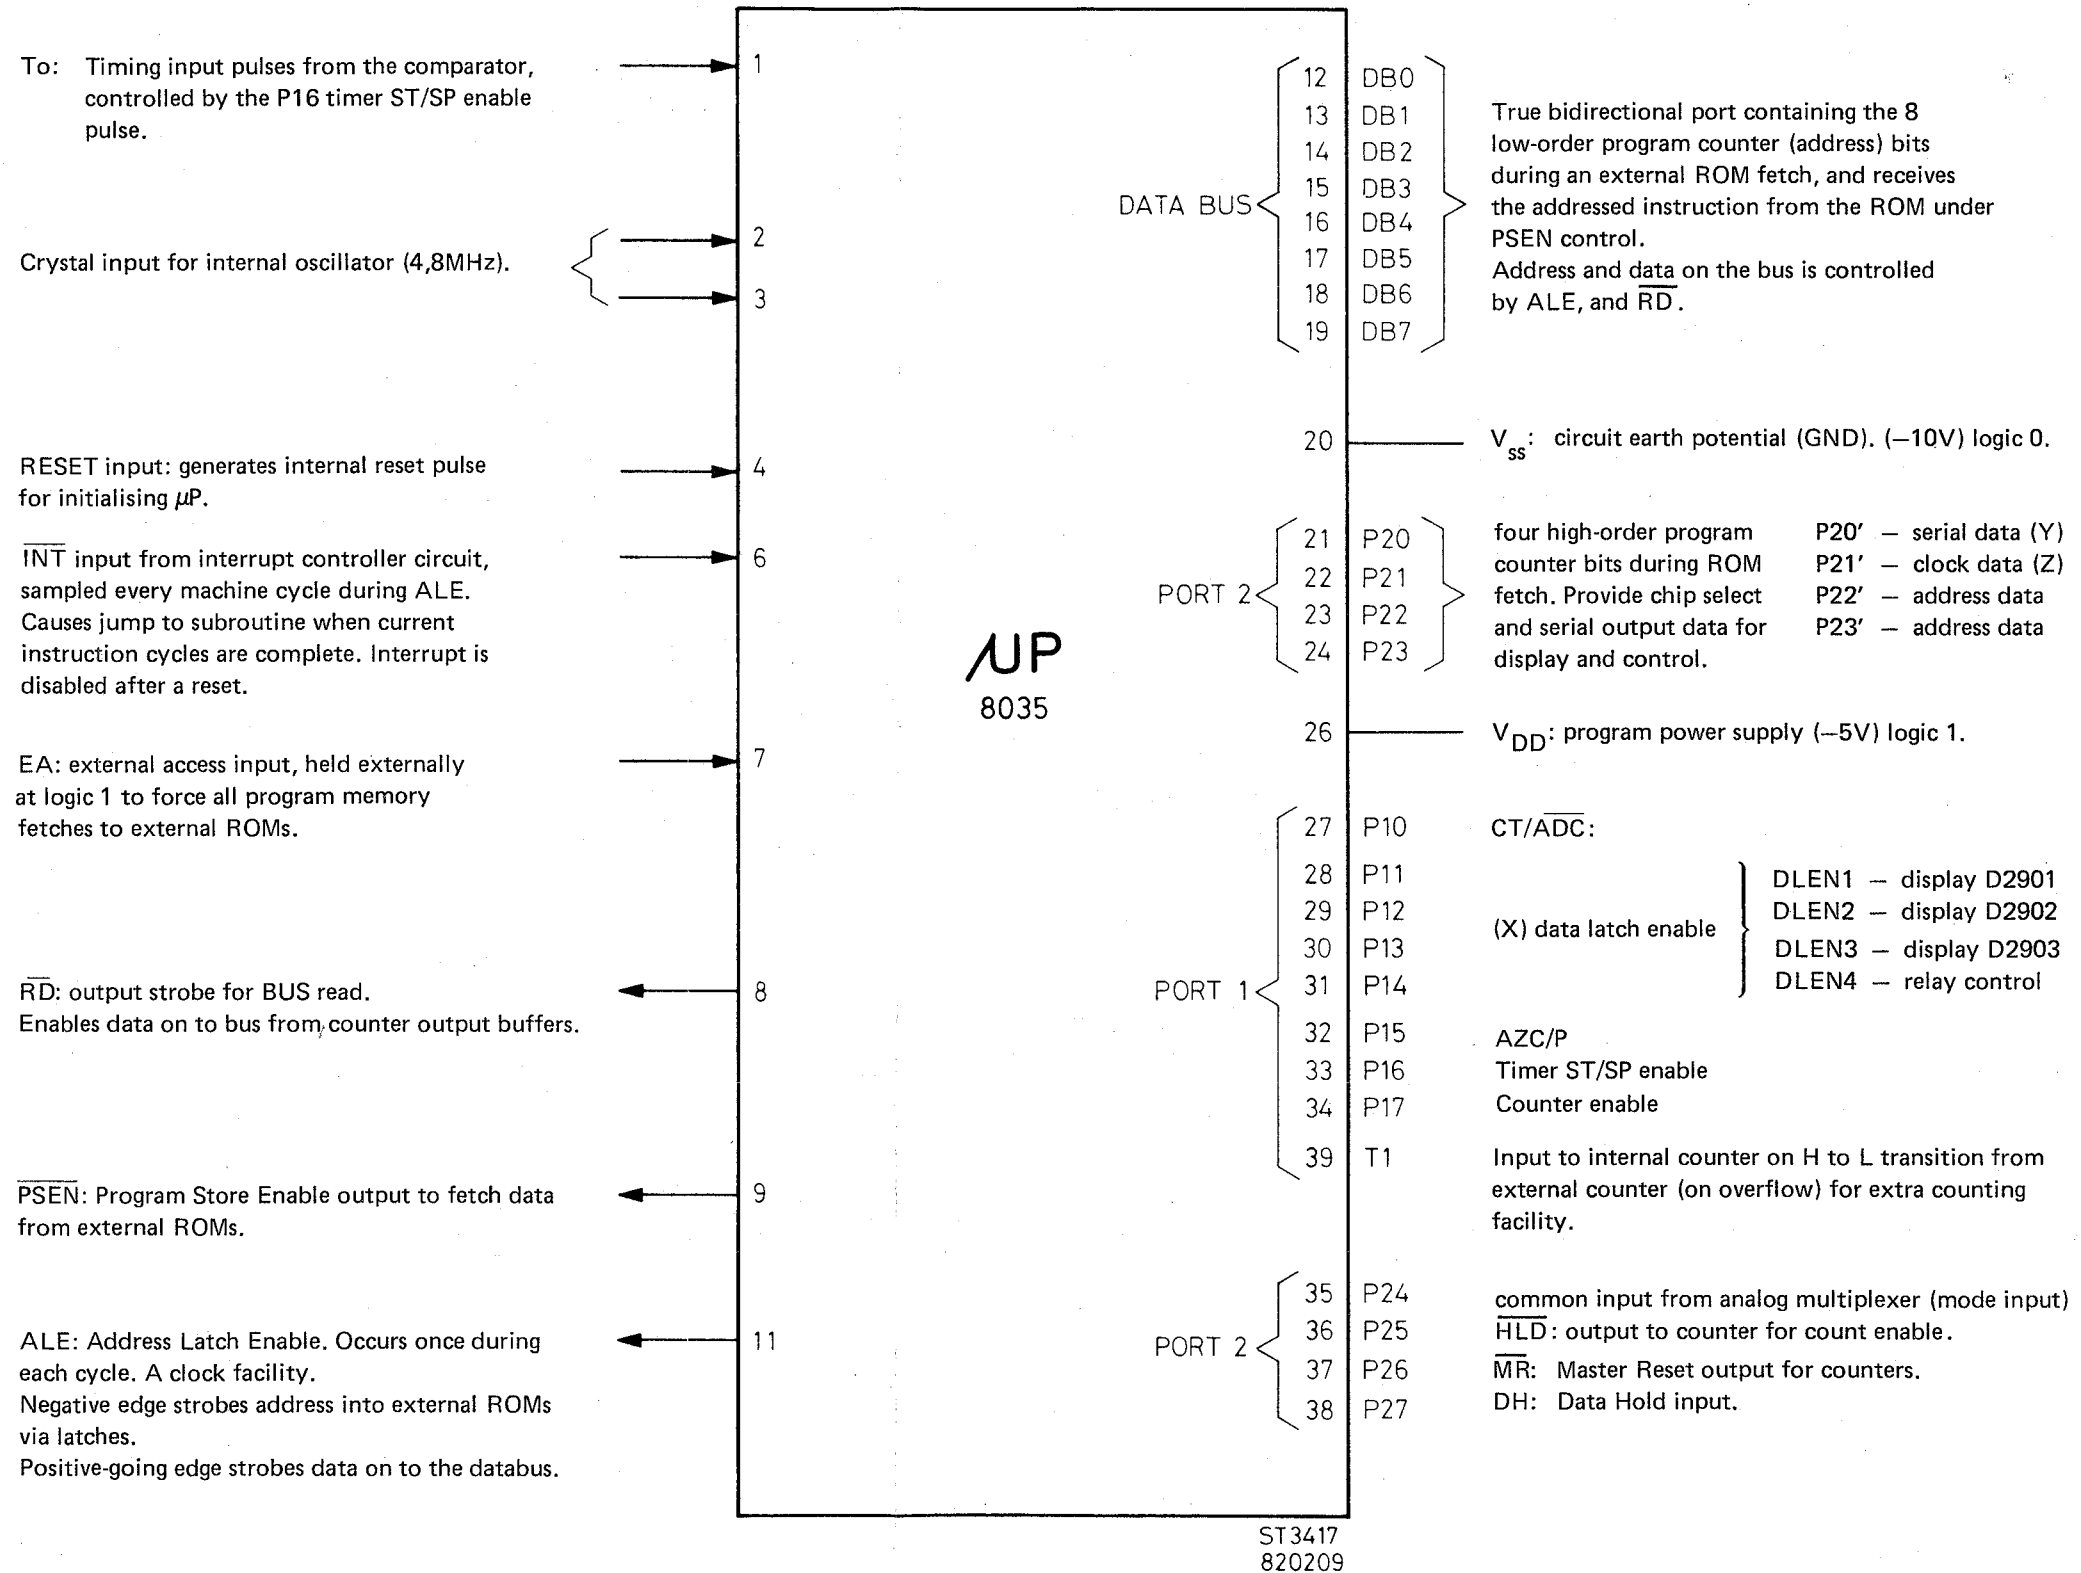 To: Timing input pulses from the comparator,
controlled by the P16 timer ST/SP enable
pulse.
1
Crystal input for internal oscillator (4,8MHz).
2
3
RESET input: generates internal reset pulse
for initialising μP.
4
I̅N̅T̅ input from interrupt controller circuit,
sampled every machine cycle during ALE.
Causes jump to subroutine when current
instruction cycles are complete. Interrupt is
disabled after a reset.
6
EA: external access input, held externally
at logic 1 to force all program memory
fetches to external ROMs.
7
R̅D̅: output strobe for BUS read.
Enables data on to bus from counter output buffers.
8
P̅S̅E̅N̅: Program Store Enable output to fetch data
from external ROMs.
9
ALE: Address Latch Enable. Occurs once during
each cycle. A clock facility.
Negative edge strobes address into external ROMs
via latches.
Positive-going edge strobes data on to the databus.
11
μP
8035
DATA BUS
12 DB0
13 DB1
14 DB2
15 DB3
16 DB4
17 DB5
18 DB6
19 DB7
True bidirectional port containing the 8
low-order program counter (address) bits
during an external ROM fetch, and receives
the addressed instruction from the ROM under
PSEN control.
Address and data on the bus is controlled
by ALE, and R̅D̅.
20
Vss: circuit earth potential (GND). (—10V) logic 0.
PORT 2
21 P20
22 P21
23 P22
24 P23
four high-order program
counter bits during ROM
fetch. Provide chip select
and serial output data for
display and control.
P20′ — serial data (Y)
P21′ — clock data (Z)
P22′ — address data
P23′ — address data
26
VDD: program power supply (—5V) logic 1.
PORT 1
27 P10
28 P11
29 P12
30 P13
31 P14
32 P15
33 P16
34 P17
39 T1
CT/A̅D̅C̅:
(X) data latch enable
DLEN1 — display D2901
DLEN2 — display D2902
DLEN3 — display D2903
DLEN4 — relay control
AZC/P
Timer ST/SP enable
Counter enable
Input to internal counter on H to L transition from
external counter (on overflow) for extra counting
facility.
PORT 2
35 P24
36 P25
37 P26
38 P27
common input from analog multiplexer (mode input)
H̅L̅D̅: output to counter for count enable.
M̅R̅: Master Reset output for counters.
DH: Data Hold input.
ST3417
820209